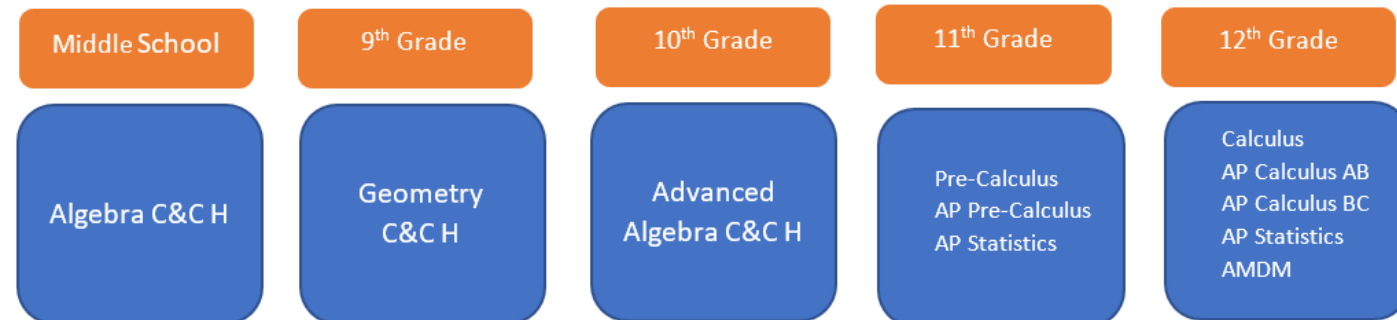 Middle School
9th Grade
10th Grade
11th Grade
12th Grade
Algebra C&C H
Geometry
C&C H
Advanced
Algebra C&C H
Pre-Calculus
AP Pre-Calculus
AP Statistics
Calculus
AP Calculus AB
AP Calculus BC
AP Statistics
AMDM